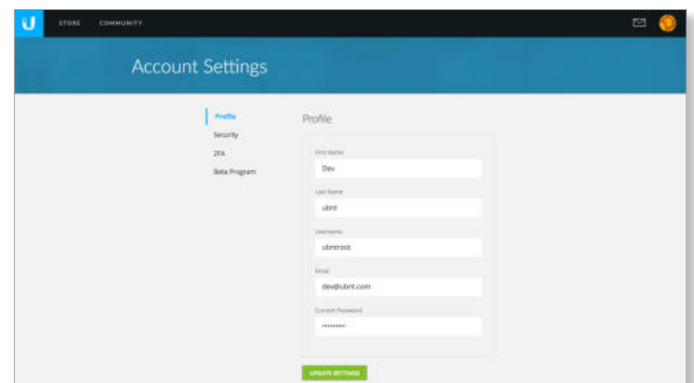 STORE COMMUNITY
Account Settings
Profile
Security
2FA
Beta Program
Profile
First Name
Dev
Last Name
ubnt
Username
ubntroot
Email
dev@ubnt.com
Current Password
••••••••
UPDATE SETTINGS